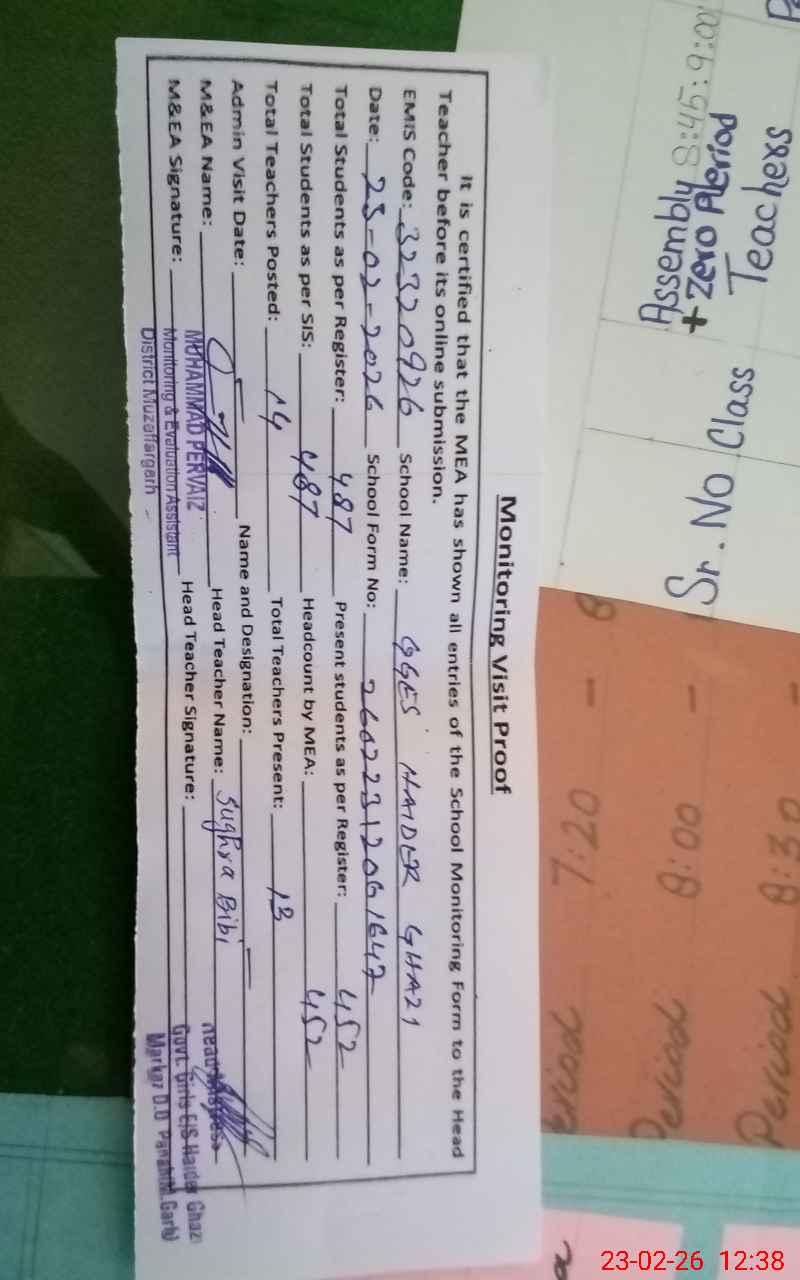 Monitoring Visit Proof
It is certified that the MEA has shown all entries of the School Monitoring Form to the Head
Teacher before its online submission.
EMIS Code: 32320926 School Name: GGES HAIDER GHAZI
Date: 23-02-2026 School Form No:
Total Students as per Register: 487 Present students as per Register: 452
Total Students as per SIS: 487 Headcount by MEA: 452
Total Teachers Posted: 14 Total Teachers Present: 13
Admin Visit Date: — Name and Designation: —
M&EA Name: Head Teacher Name: Sughra Bibi
M&EA Signature: Head Teacher Signature:
MUHAMMAD PERVAIZ
Monitoring & Evaluation Assistant
District Muzaffargarh
Head Mistress
Govt. Girls E/S Haider Ghazi
Markaz D.D Panah M.Garh
Teachers
Assembly 8:45:9:00
+ Zero Period
Sr. No Class
Period 8:30 -
Period 8:00 -
eriod 7:20 - 8
23-02-26 12:38